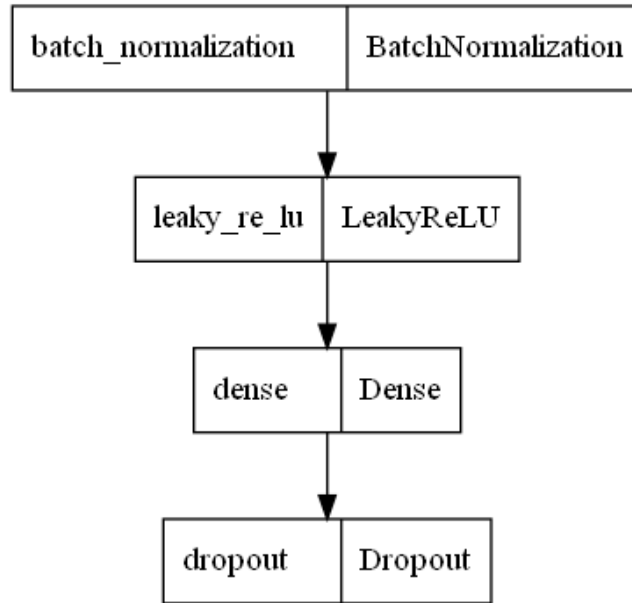 batch_normalization BatchNormalization
leaky_re_lu LeakyReLU
dense Dense
dropout Dropout